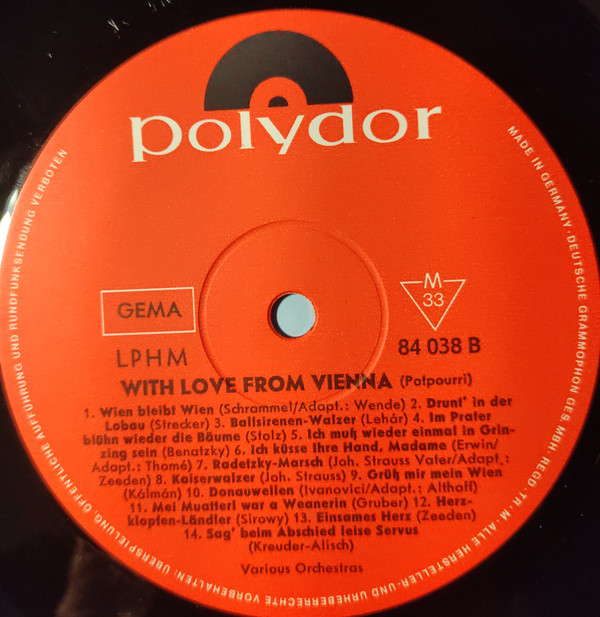 polydor
GEMA
M
33
LPHM
84 038 B
WITH LOVE FROM VIENNA (Potpourri)
1. Wien bleibt Wien (Schrammel/Adapt.: Wende) 2. Drunt' in der
Lobau (Strecker) 3. Ballsirenen-Walzer (Lehár) 4. Im Prater
blühn wieder die Bäume (Stolz) 5. Ich muß wieder einmal in Grin-
zing sein (Benatzky) 6. Ich küsse Ihre Hand, Madame (Erwin/
Adapt.: Thomé) 7. Radetzky-Marsch (Joh. Strauss Vater/Adapt.:
Zeeden) 8. Kaiserwalzer (Joh. Strauss) 9. Grüß mir mein Wien
(Kálmán) 10. Donauwellen (Ivanovici/Adapt.: Althoff)
11. Mei Muatterl war a Weanerin (Gruber) 12. Herz-
klopfen-Ländler (Sirowy) 13. Einsames Herz (Zeeden)
14. Sag' beim Abschied leise Servus
(Kreuder-Alisch)
Various Orchestras
MADE IN GERMANY · DEUTSCHE GRAMMOPHON GES. MBH · REGD. TR. M. · ALLE HERSTELLER- UND URHEBERRECHTE VORBEHALTEN: ÜBERSPIELUNG, ÖFFENTLICHE AUFFÜHRUNG UND RUNDFUNKSENDUNG VERBOTEN